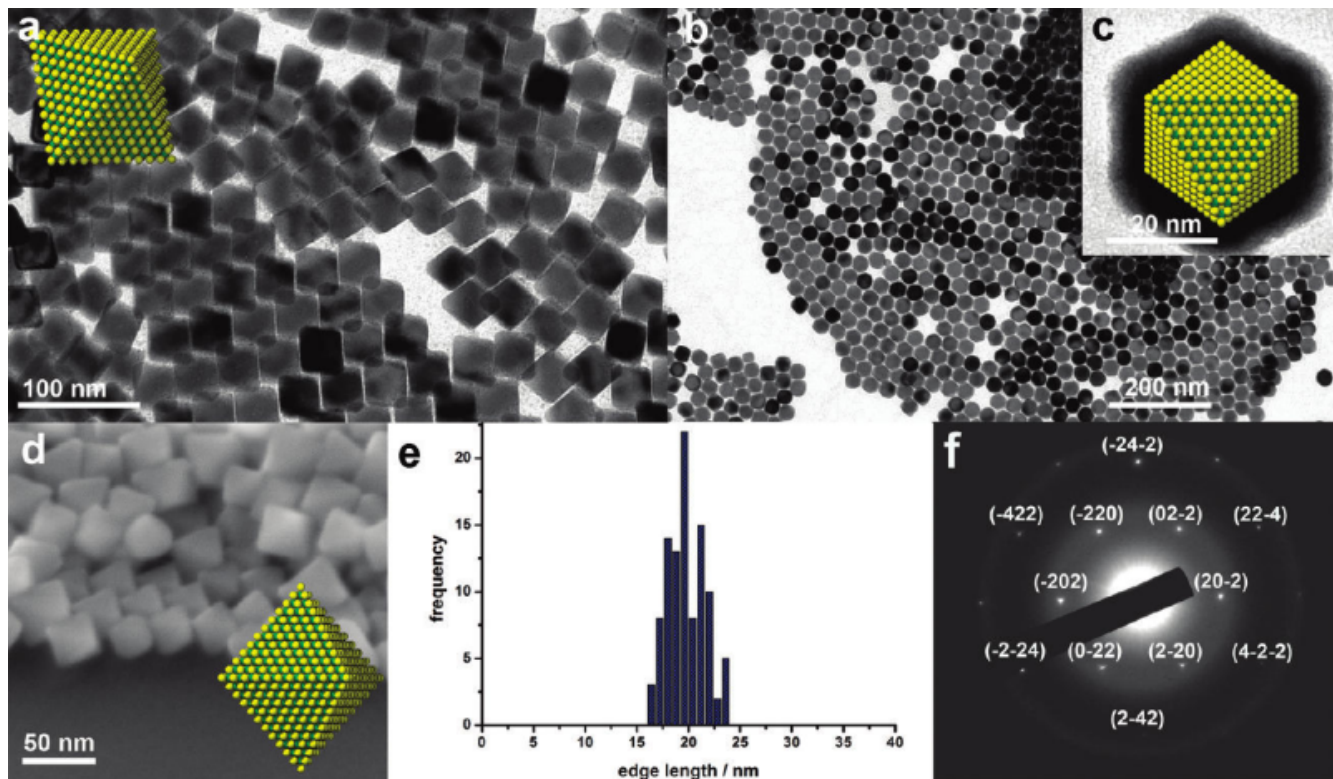 a
100 nm
b
200 nm
c
20 nm
d
50 nm
e
frequency
20
15
10
5
0
0 5 10 15 20 25 30 35 40
edge length / nm
f
(-24-2)
(-422) (-220) (02-2) (22-4)
(-202) (20-2)
(-2-24) (0-22) (2-20) (4-2-2)
(2-42)